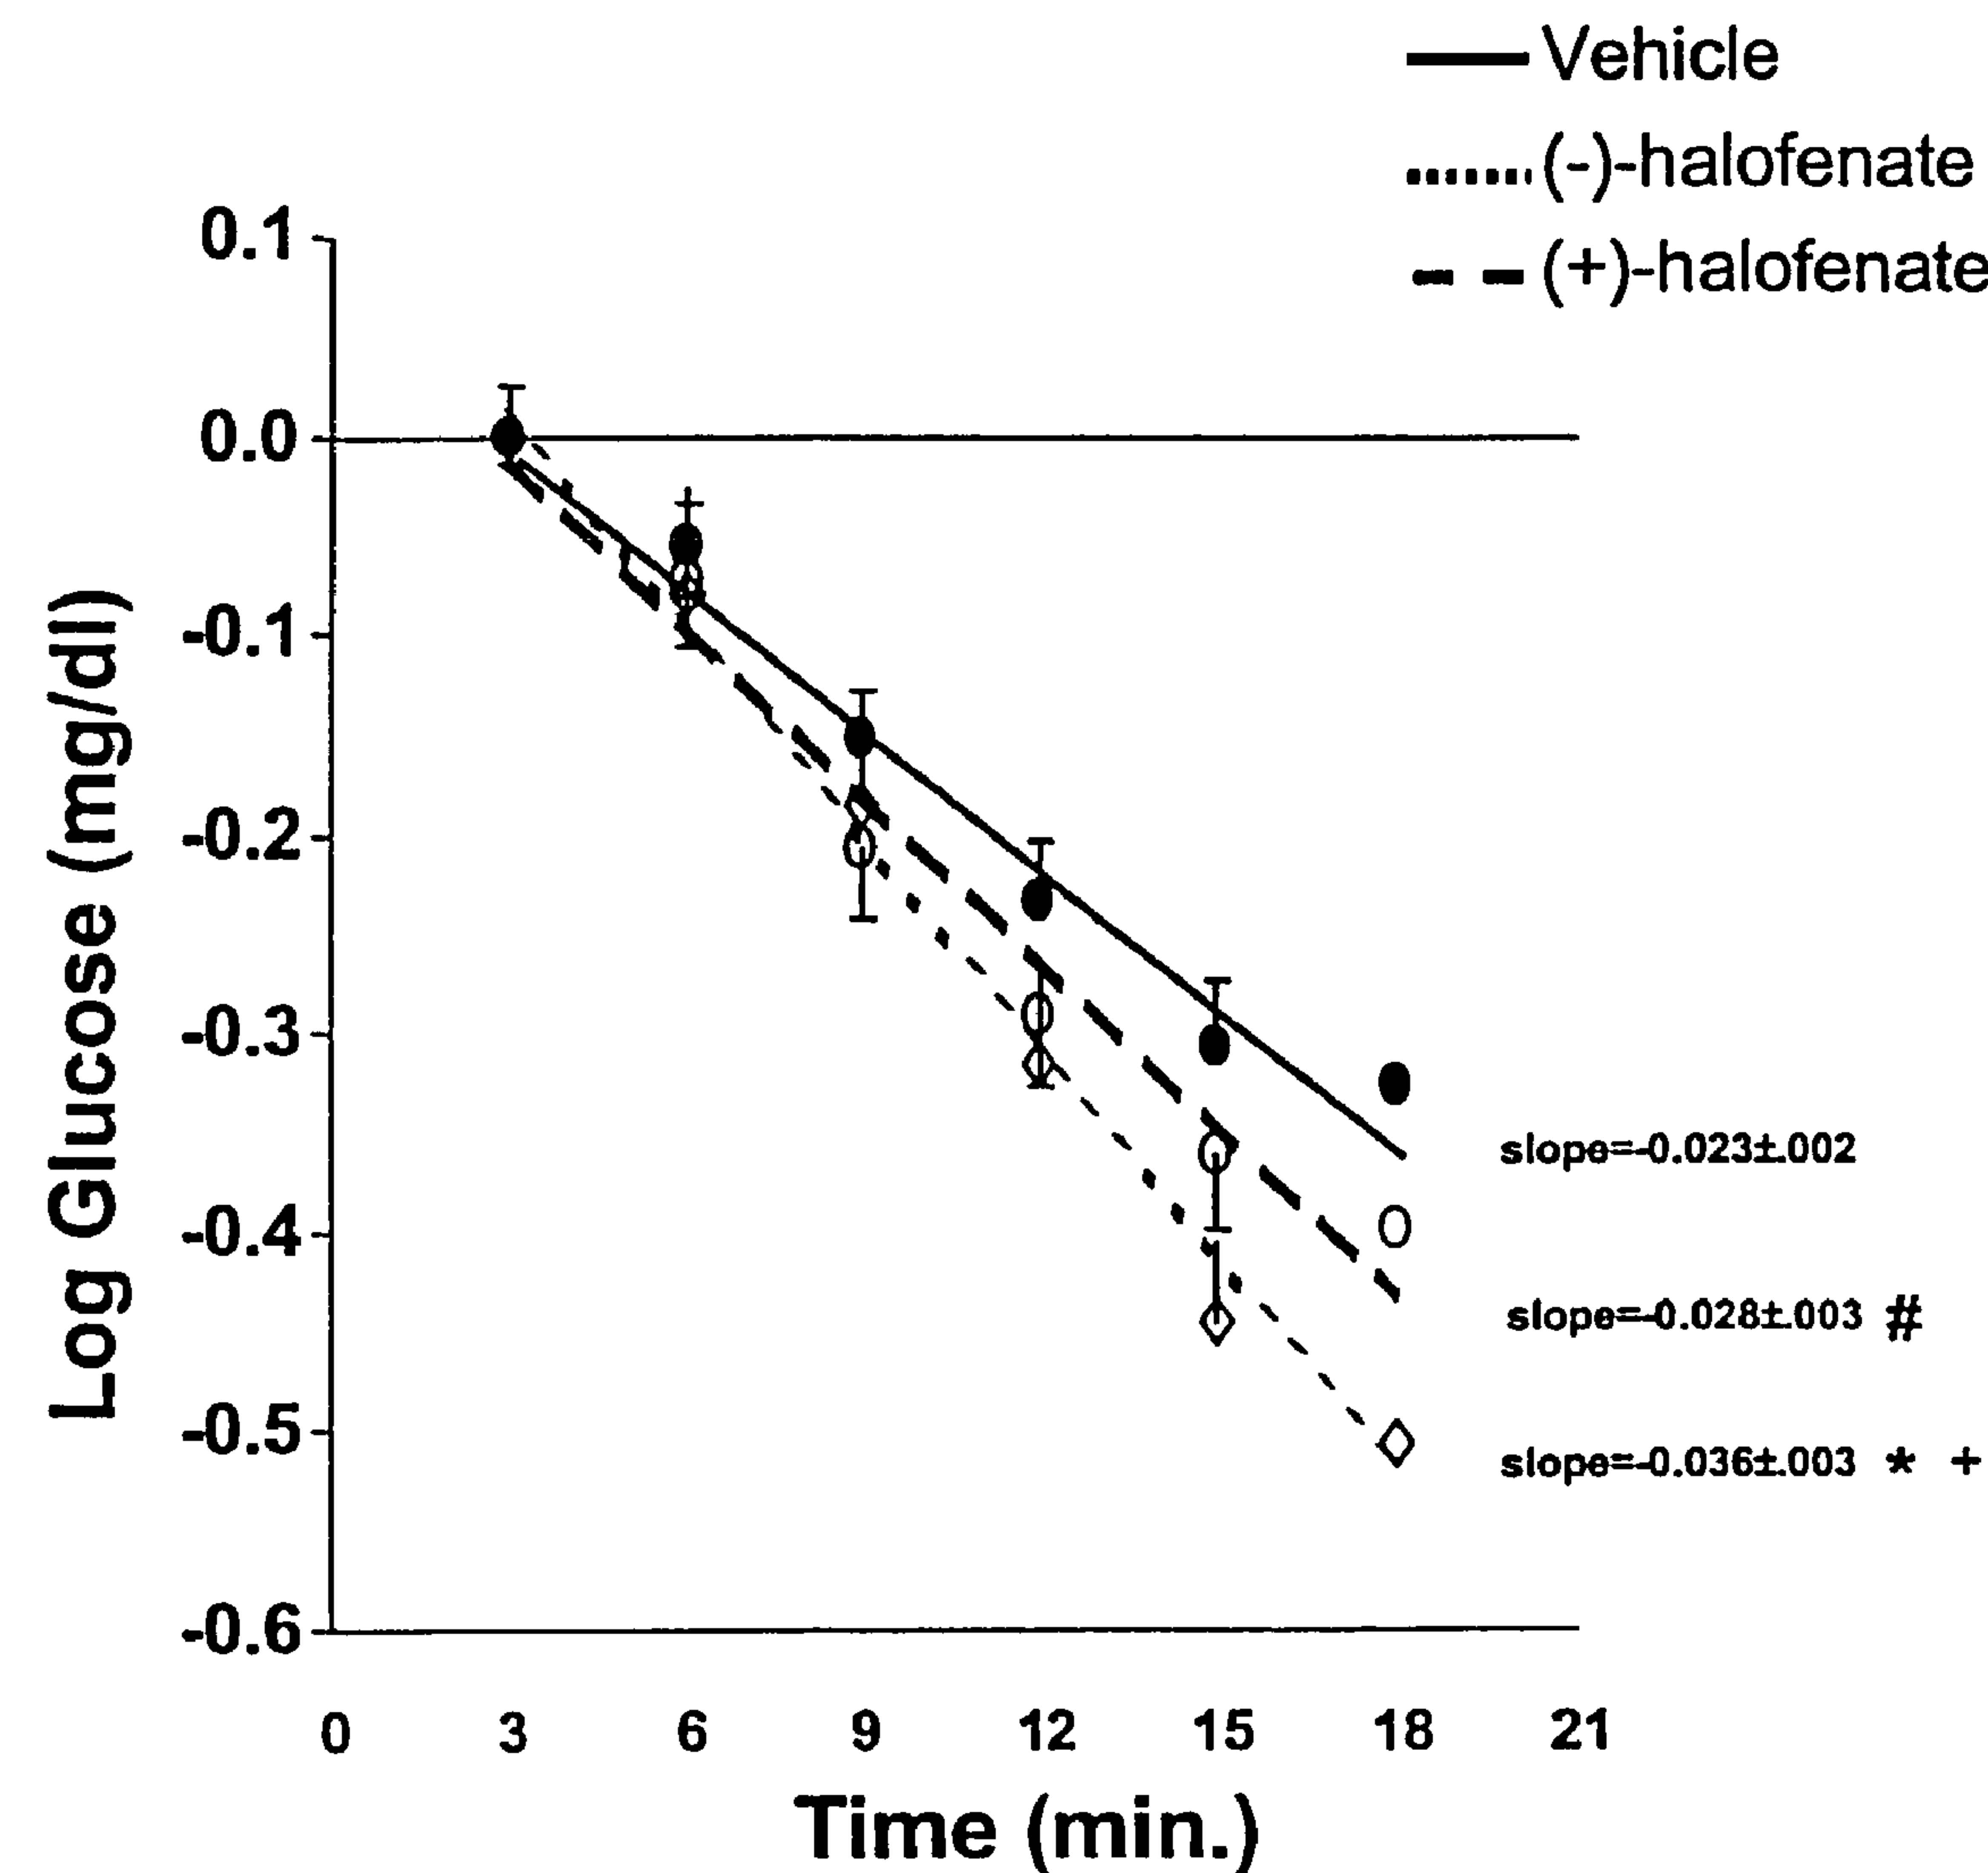 Vehicle
(-)-halofenate
(+)-halofenate
0.1
0.0
-0.1
-0.2
-0.3
-0.4
-0.5
-0.6
Log Glucose (mg/dl)
slope=-0.023±.002
slope=-0.028±.003 #
slope=-0.036±.003 * +
0 3 6 9 12 15 18 21
Time (min.)